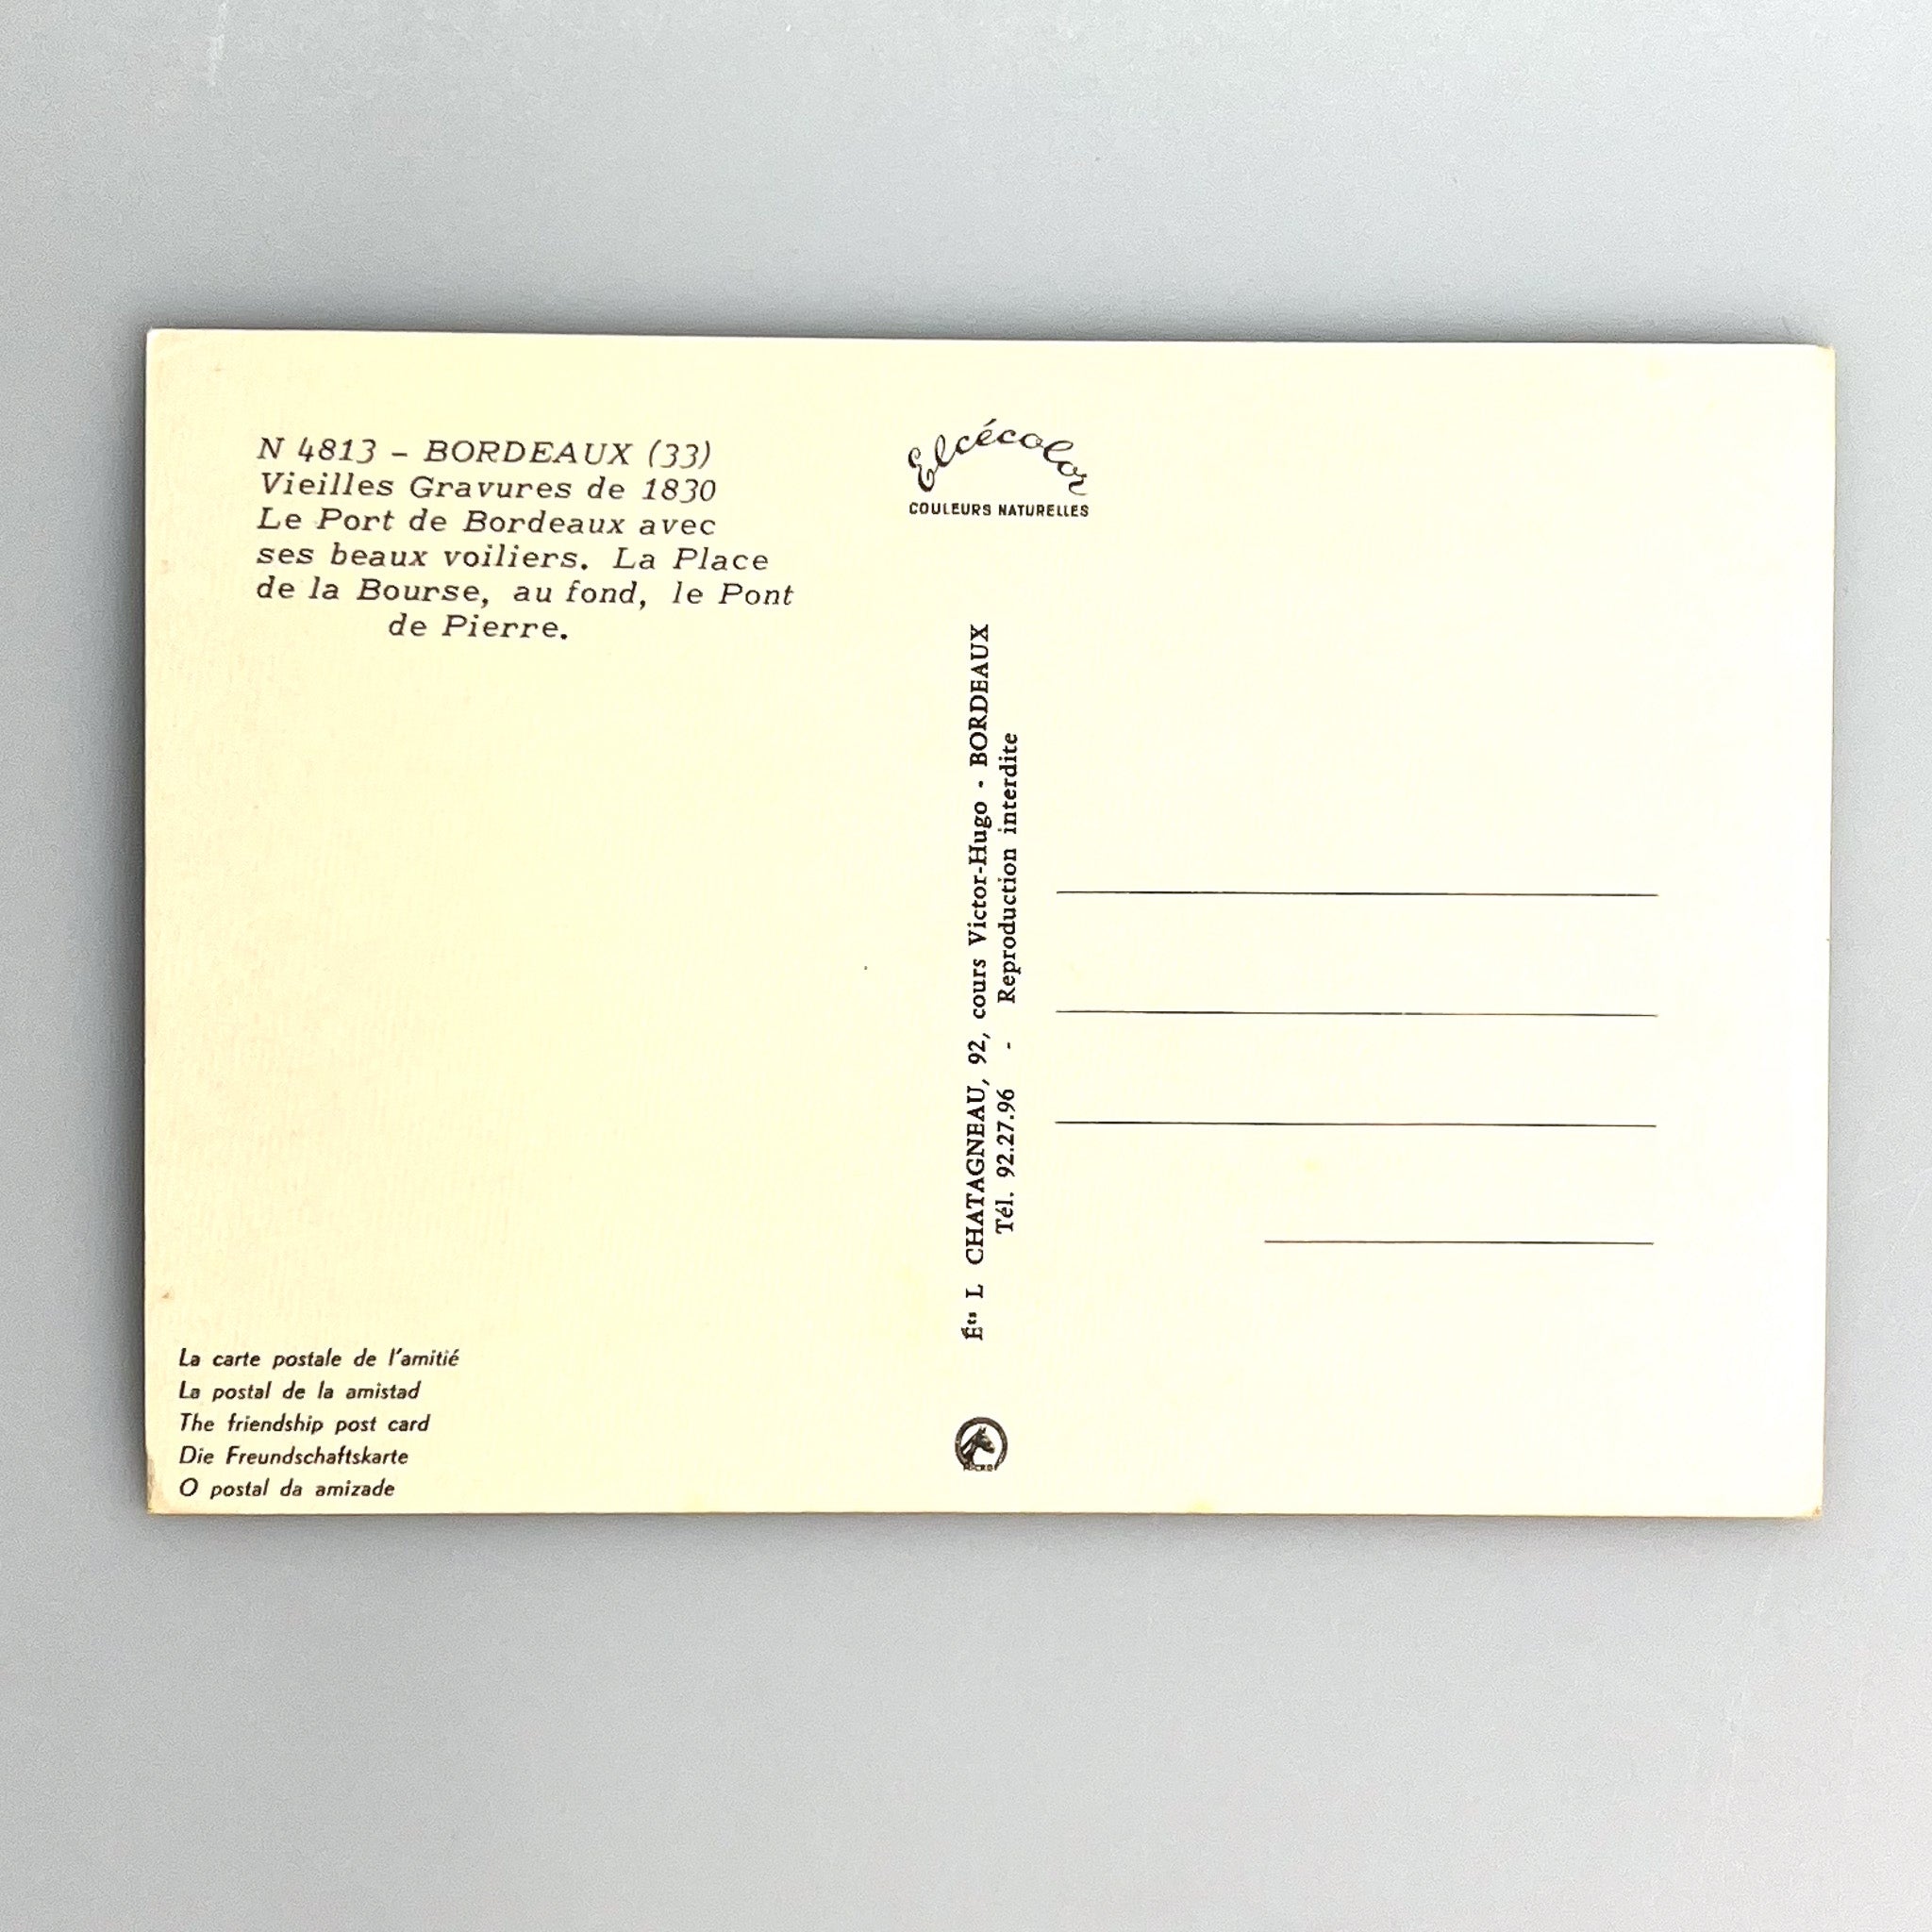 N 4813 - BORDEAUX (33)
Vieilles Gravures de 1830
Le Port de Bordeaux avec
ses beaux voiliers. La Place
de la Bourse, au fond, le Pont
de Pierre.
Elcécolor
COULEURS NATURELLES
Éts L CHATAGNEAU, 92, cours Victor-Hugo - BORDEAUX
Tél. 92.27.96 - Reproduction interdite
La carte postale de l'amitié
La postal de la amistad
The friendship post card
Die Freundschaftskarte
O postal da amizade